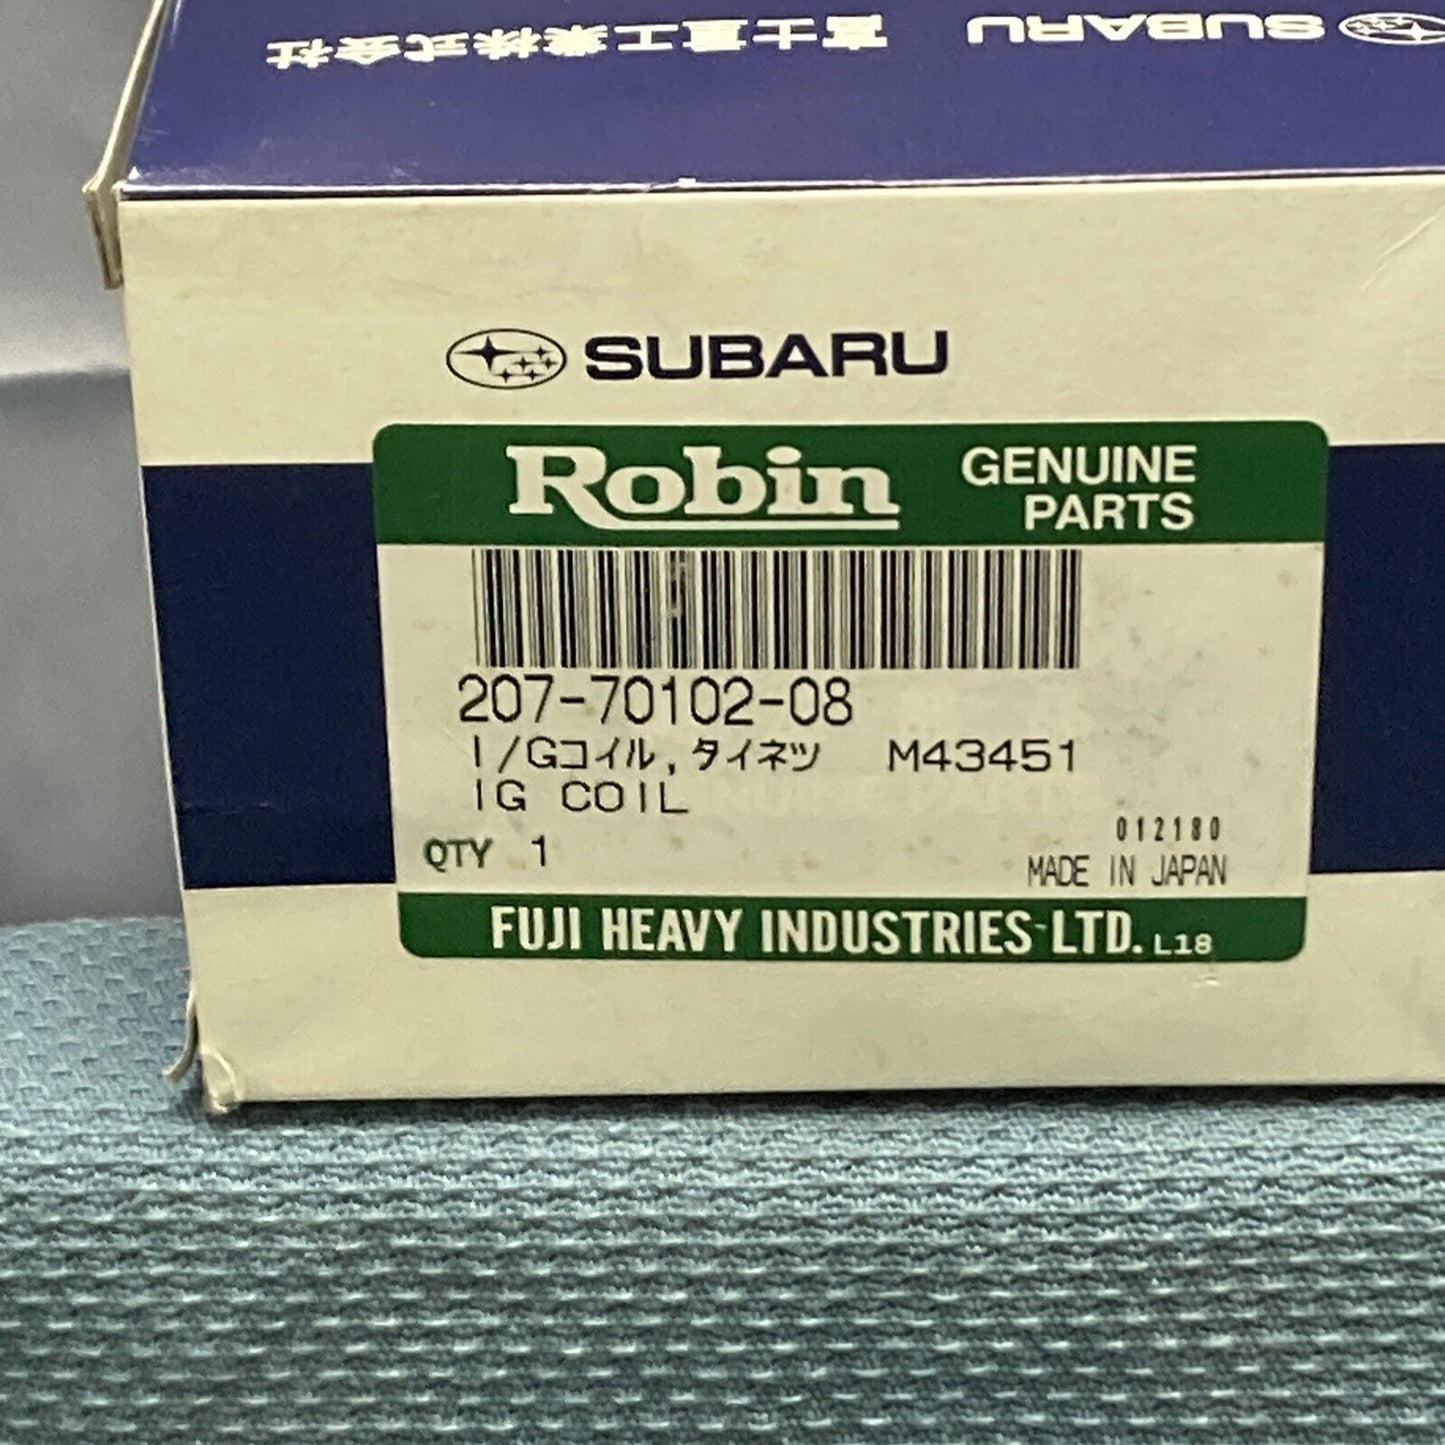 富士重工業株式会社 SUBARU
SUBARU
Robin GENUINE
PARTS
207-70102-08
I/Gコイル,タイネツ M43451
IG COIL
012180
QTY 1
MADE IN JAPAN
FUJI HEAVY INDUSTRIES LTD. L18